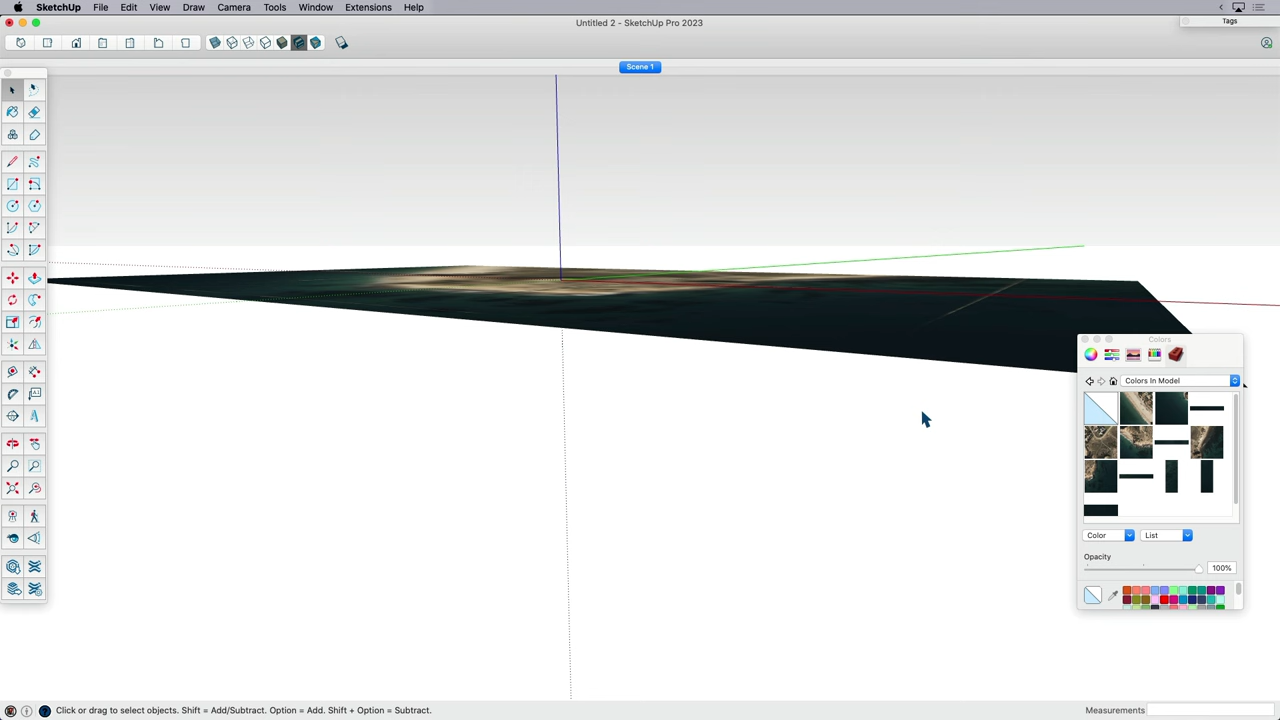 SketchUp File Edit View Draw Camera Tools Window Extensions Help
Untitled 2 - SketchUp Pro 2023
Tags
Scene 1
Colors
Colors In Model
Color List
Opacity
100%
Click or drag to select objects. Shift = Add/Subtract. Option = Add. Shift + Option = Subtract.
Measurements